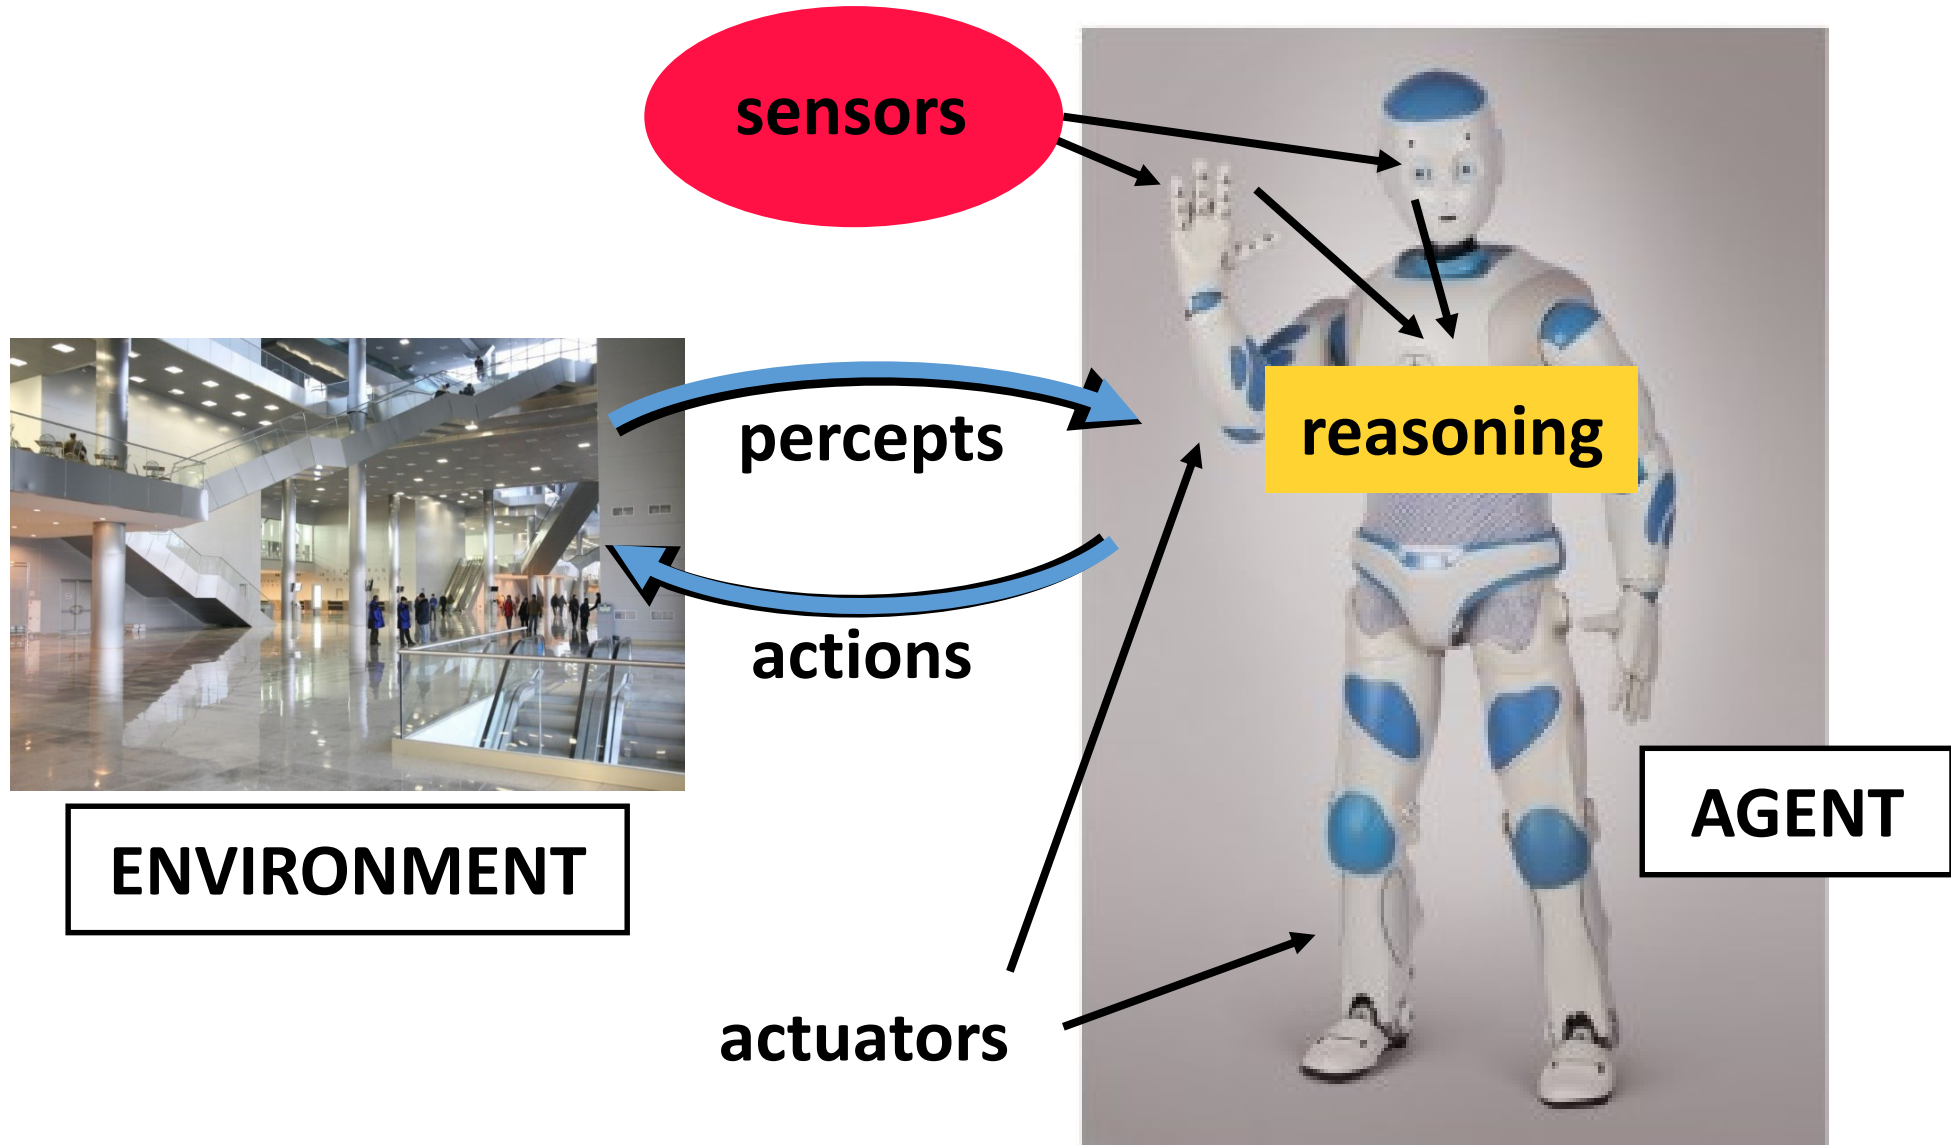 sensors
percepts
reasoning
actions
AGENT
ENVIRONMENT
actuators